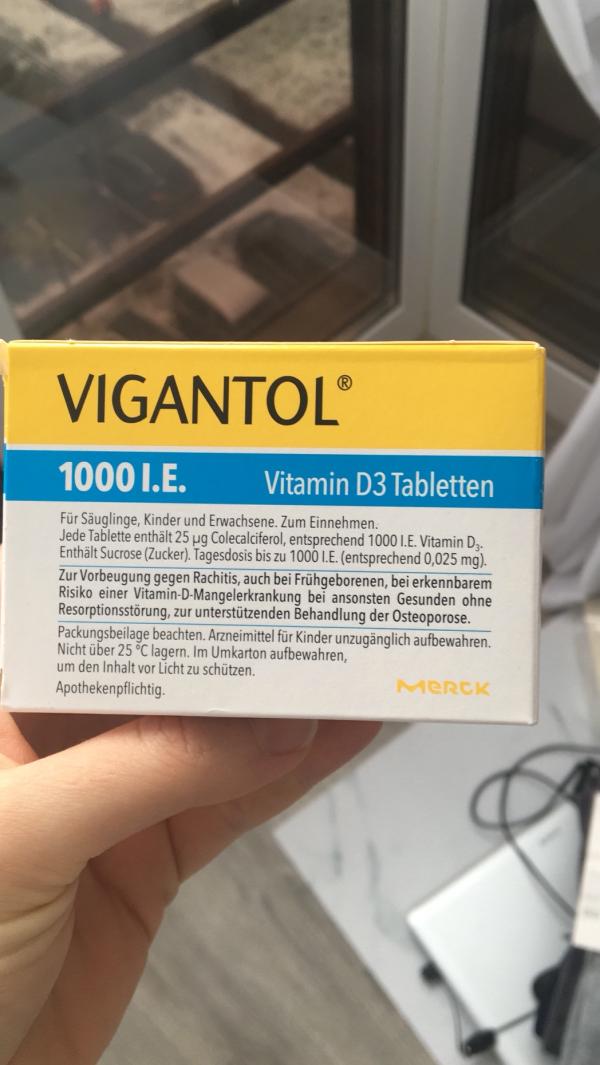 VIGANTOL®
1000 I.E. Vitamin D3 Tabletten
Für Säuglinge, Kinder und Erwachsene. Zum Einnehmen.
Jede Tablette enthält 25 µg Colecalciferol, entsprechend 1000 I.E. Vitamin D₃.
Enthält Sucrose (Zucker). Tagesdosis bis zu 1000 I.E. (entsprechend 0,025 mg).
Zur Vorbeugung gegen Rachitis, auch bei Frühgeborenen, bei erkennbarem
Risiko einer Vitamin-D-Mangelerkrankung bei ansonsten Gesunden ohne
Resorptionsstörung, zur unterstützenden Behandlung der Osteoporose.
Packungsbeilage beachten. Arzneimittel für Kinder unzugänglich aufbewahren.
Nicht über 25 °C lagern. Im Umkarton aufbewahren,
um den Inhalt vor Licht zu schützen.
Apothekenpflichtig.
MERCK